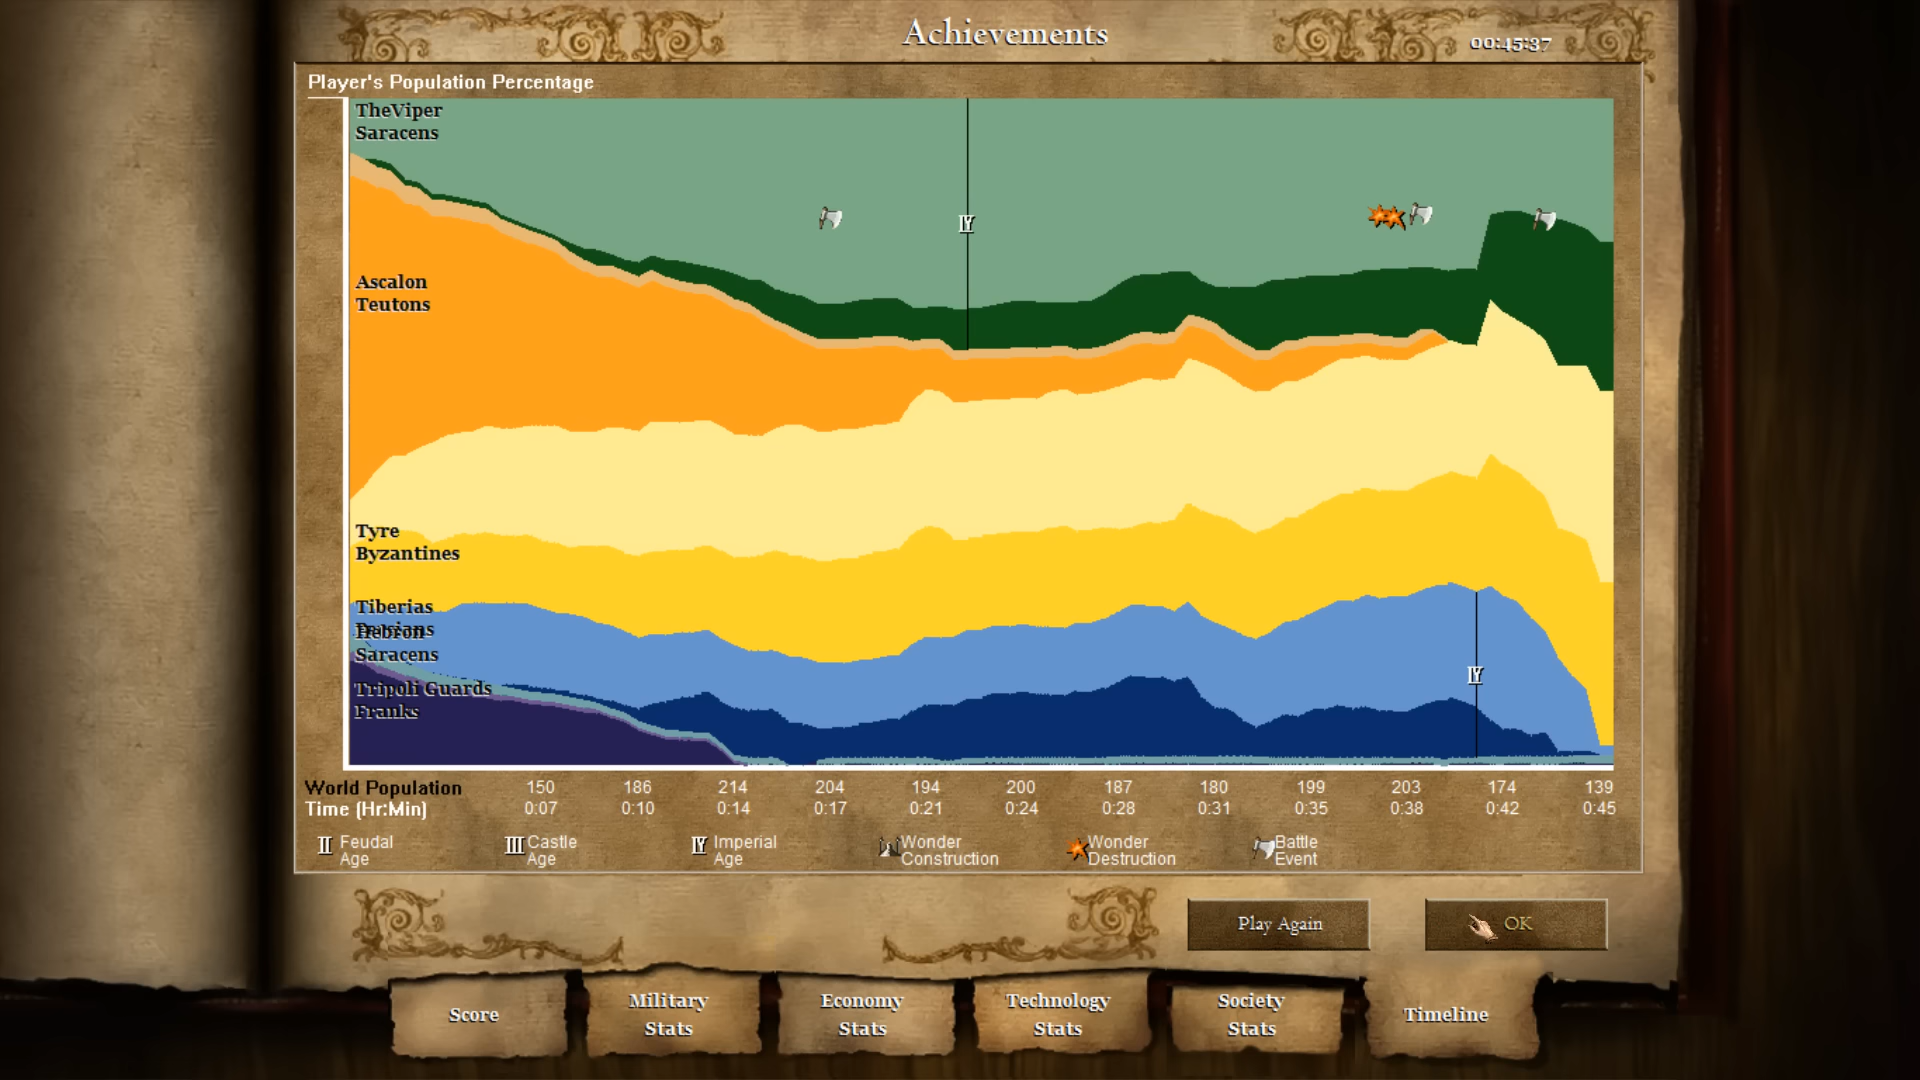 Achievements
00:45:37
Player's Population Percentage
TheViper
Saracens
Ascalon
Teutons
Tyre
Byzantines
Tiberias
Hebron
Saracens
Tripoli Guards
Franks
IV
IV
World Population 150 186 214 204 194 200 187 180 199 203 174 139
Time (Hr:Min) 0:07 0:10 0:14 0:17 0:21 0:24 0:28 0:31 0:35 0:38 0:42 0:45
II Feudal Age
III Castle Age
IV Imperial Age
Wonder Construction
Wonder Destruction
Battle Event
Play Again
OK
Score
Military Stats
Economy Stats
Technology Stats
Society Stats
Timeline